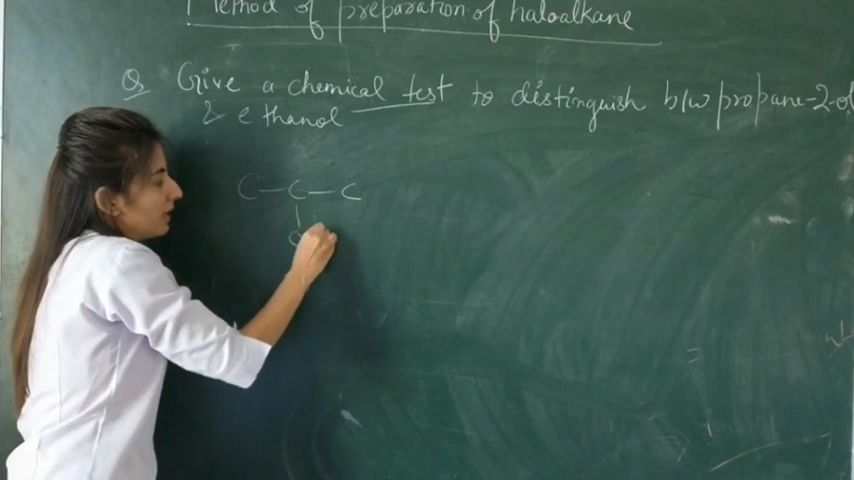 Method of preparation of haloalkane
Q Give a chemical test to distinguish b/w propane-2-ol
& ethanol
C-C-C